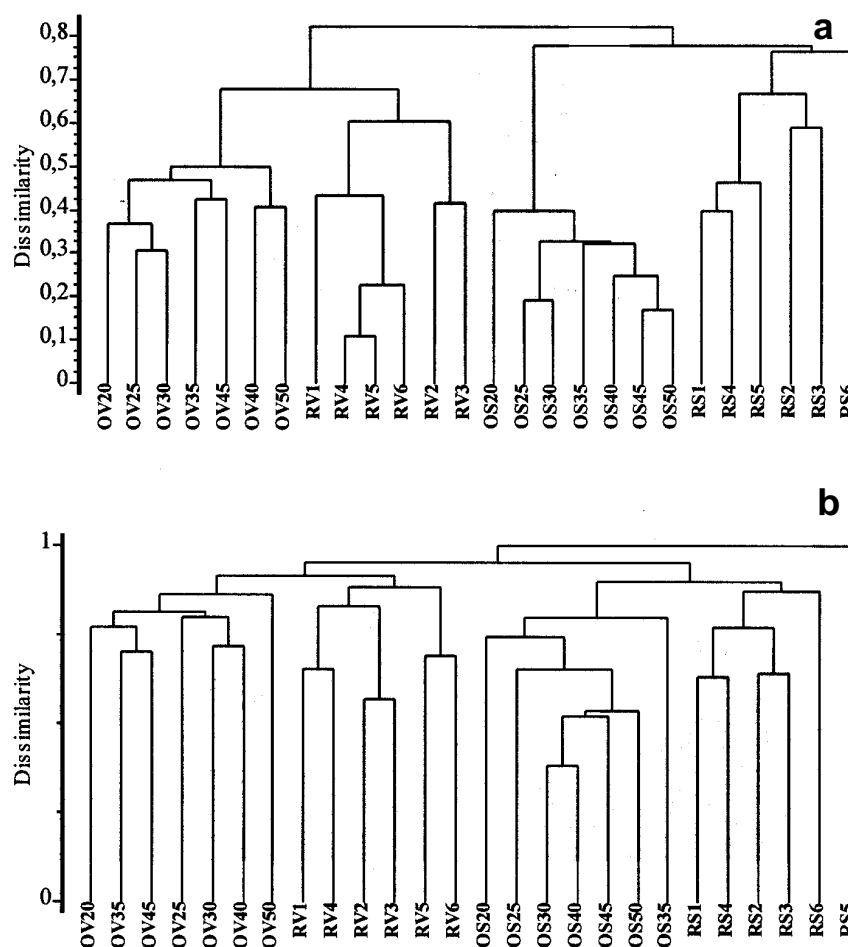 a
0,8
0,7
0,6
0,5
0,4
0,3
0,2
0,1
0
Dissimilarity
OV20 OV25 OV30 OV35 OV45 OV40 OV50 RV1 RV4 RV5 RV6 RV2 RV3 OS20 OS25 OS30 OS35 OS40 OS45 OS50 RS1 RS4 RS5 RS2 RS3 RS6
b
1
0
Dissimilarity
OV20 OV35 OV45 OV25 OV30 OV40 OV50 RV1 RV4 RV2 RV3 RV5 RV6 OS20 OS25 OS30 OS40 OS45 OS50 OS35 RS1 RS4 RS2 RS3 RS6 RS5